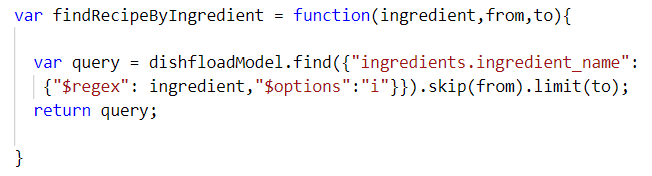 var findRecipeByIngredient = function(ingredient,from,to){
var query = dishfloadModel.find({"ingredients.ingredient_name":
{"$regex": ingredient,"$options":"i"}}).skip(from).limit(to);
return query;
}